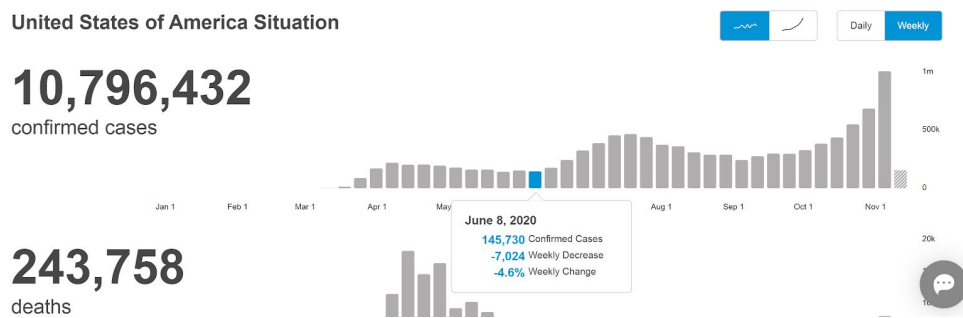 United States of America Situation
Daily
Weekly
10,796,432
confirmed cases
1m
500k
0
Jan 1
Feb 1
Mar 1
Apr 1
Aug 1
Sep 1
Oct 1
Nov 1
June 8, 2020
145,730 Confirmed Cases
-7,024 Weekly Decrease
-4.6% Weekly Change
243,758
deaths
20k